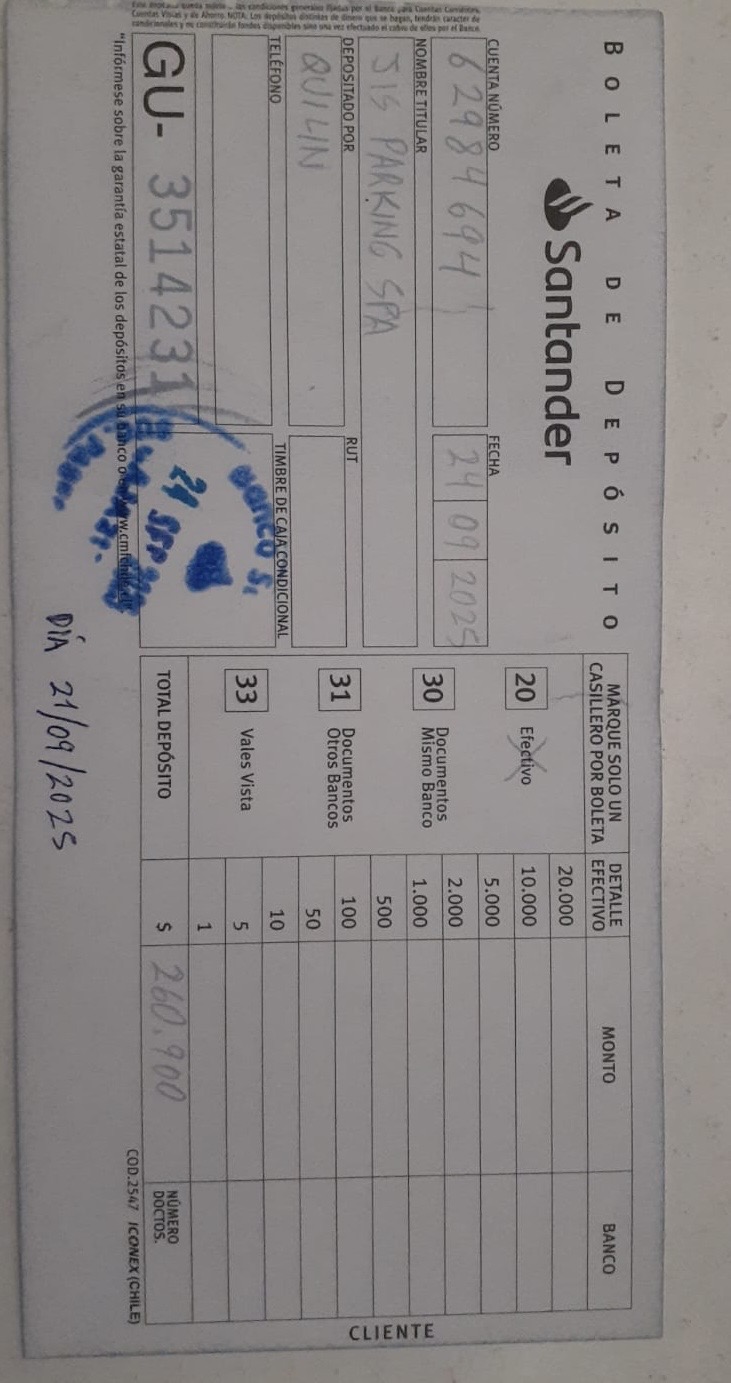 BOLETA DE DEPÓSITO
Santander
CUENTA NÚMERO
62984694
FECHA
24 09 2025
NOMBRE TITULAR
JIS PARKING SPA
DEPOSITADO POR
QUILIN
RUT
TELÉFONO
TIMBRE DE CAJA CONDICIONAL
GU- 3514231
"Infórmese sobre la garantía estatal de los depósitos en su banco o en www.cmfchile.cl"
24 SEP
MARQUE SOLO UN
CASILLERO POR BOLETA
DETALLE
EFECTIVO
MONTO
BANCO
20 Efectivo
30 Documentos
Mismo Banco
31 Documentos
Otros Bancos
33 Vales Vista
20.000
10.000
5.000
2.000
1.000
500
100
50
10
5
1
TOTAL DEPÓSITO
$ 260.900
NÚMERO
DOCTOS.
COD.2547 ICONEX (CHILE)
CLIENTE
DÍA 21/09/2025